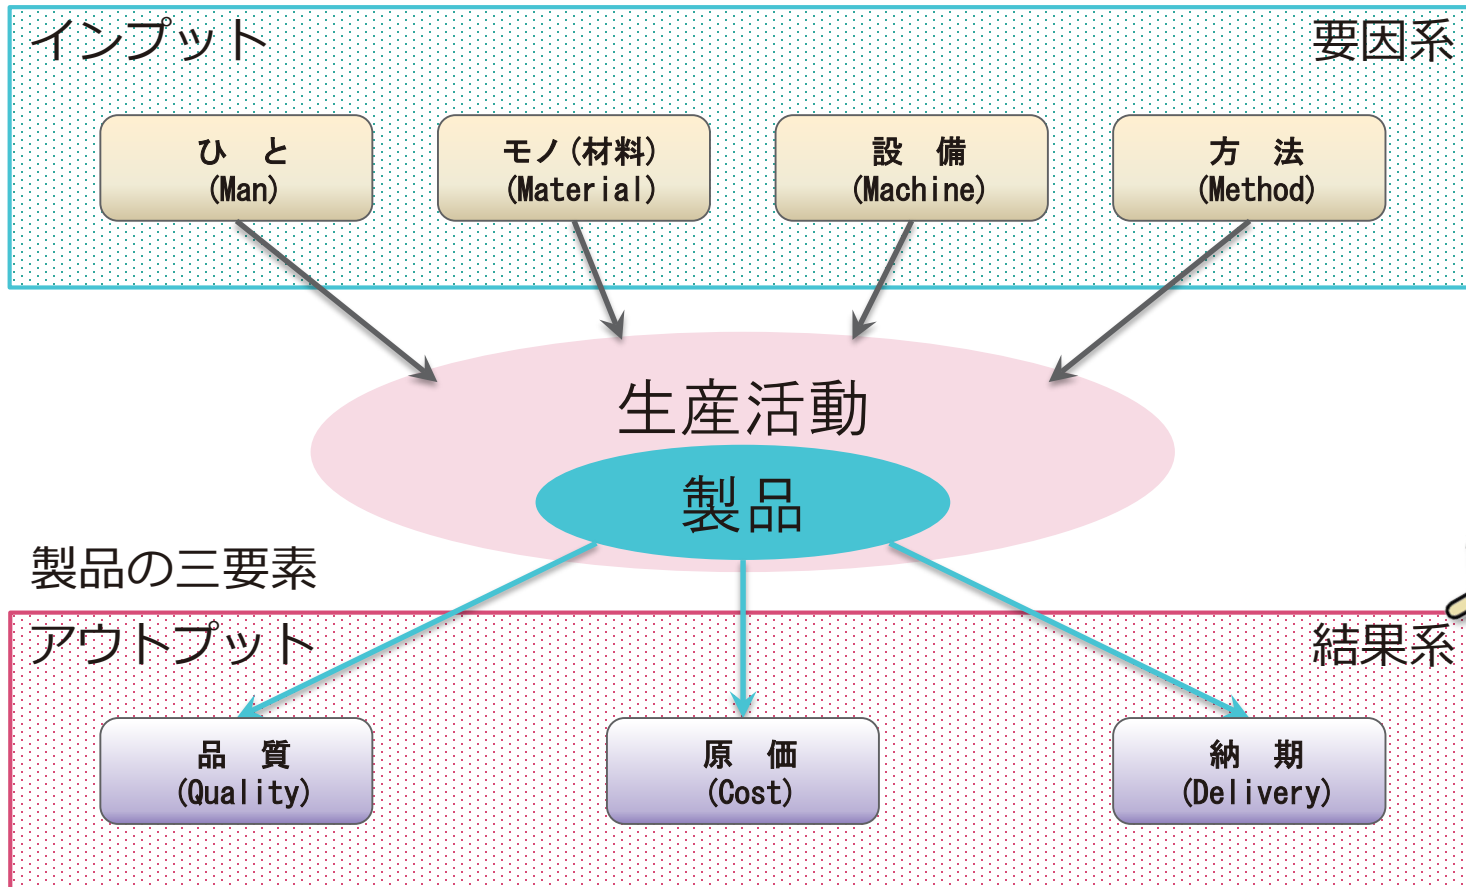 インプット
要因系
ひ　と
(Man)
モノ(材料)
(Material)
設　備
(Machine)
方　法
(Method)
生産活動
製品
製品の三要素
アウトプット
結果系
品　質
(Quality)
原　価
(Cost)
納　期
(Delivery)